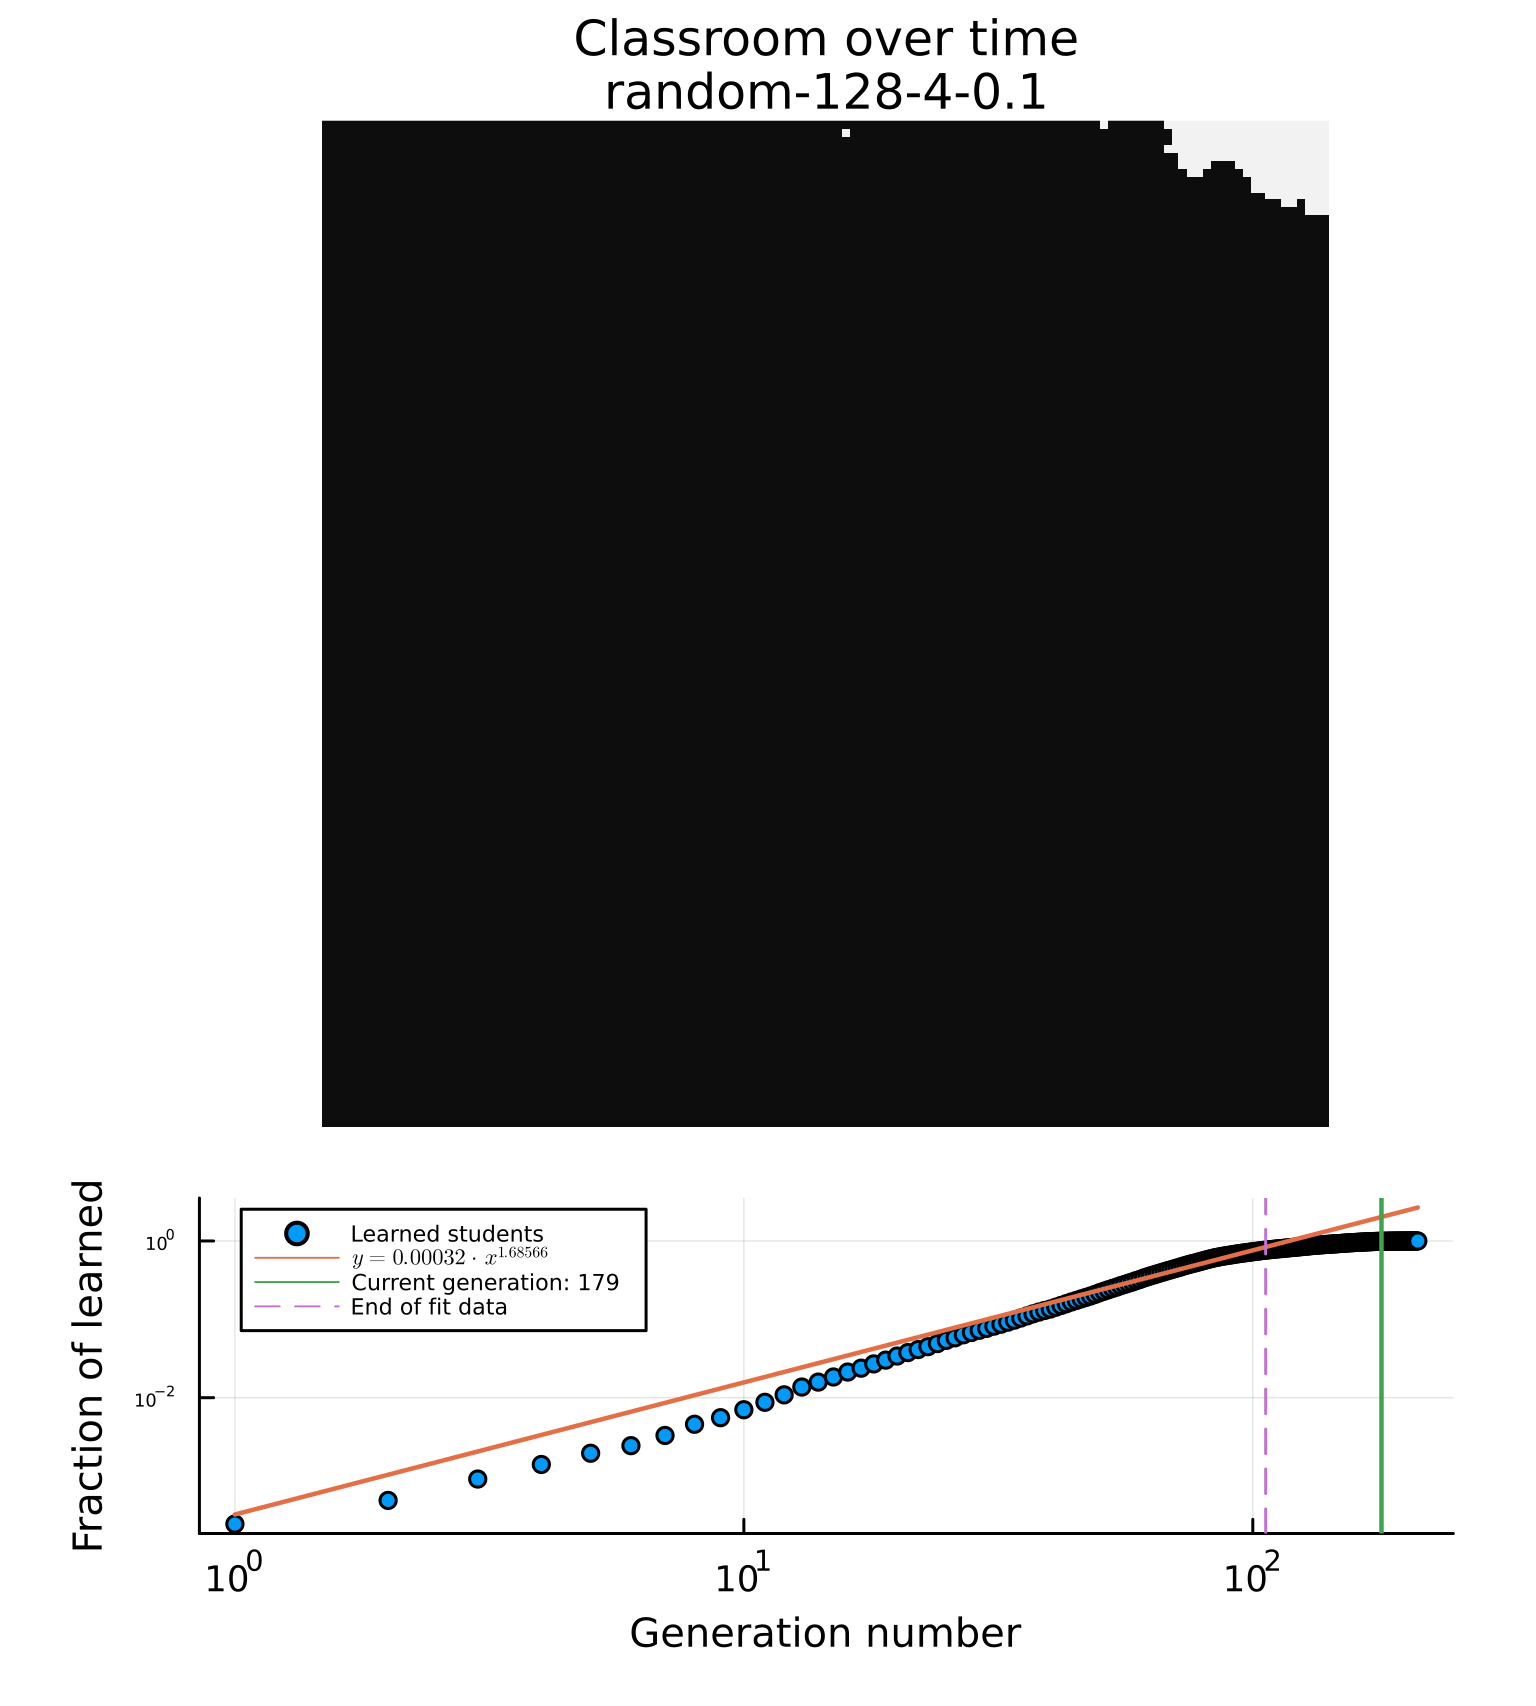 Classroom over time
random-128-4-0.1
Fraction of learned
10^0
10^-2
Learned students
y = 0.00032 · x^1.68566
Current generation: 179
End of fit data
10^0
10^1
10^2
Generation number